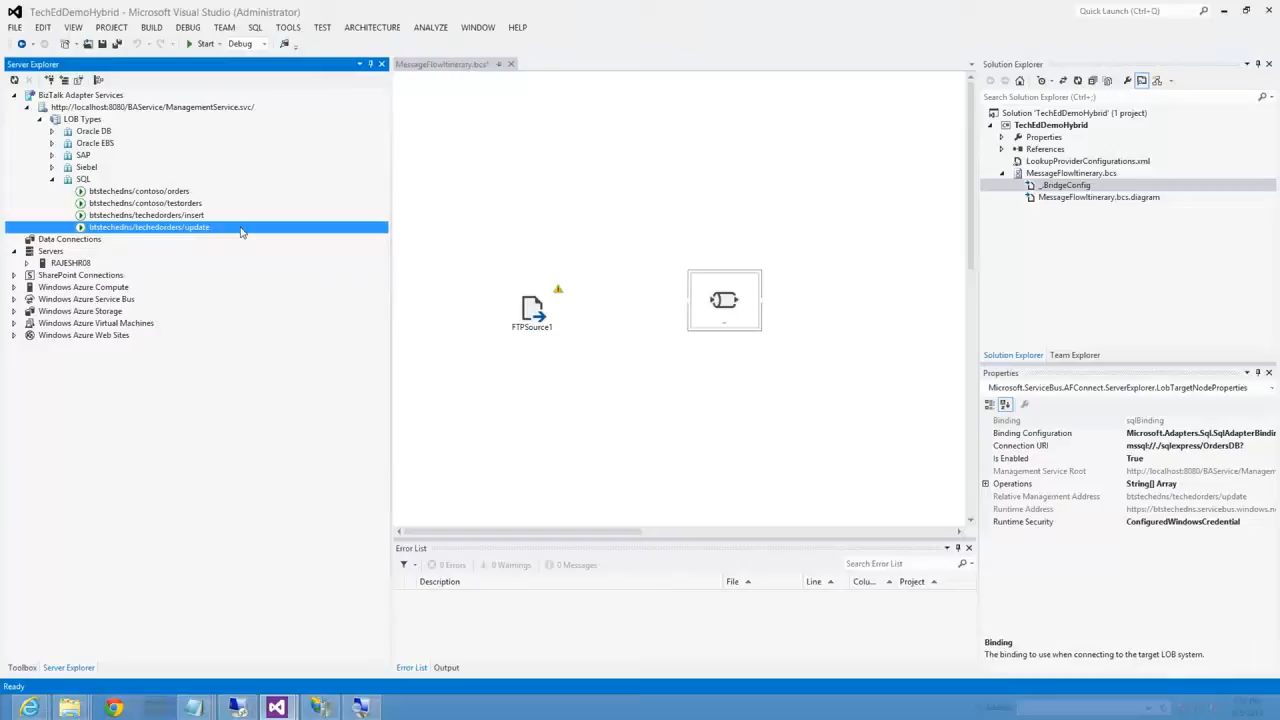 TechEdDemoHybrid - Microsoft Visual Studio (Administrator)
Quick Launch (Ctrl+Q)
FILE EDIT VIEW PROJECT BUILD DEBUG TEAM SQL TOOLS TEST ARCHITECTURE ANALYZE WINDOW HELP
Start Debug
Server Explorer
BizTalk Adapter Services
http://localhost:8080/BAService/ManagementService.svc/
LOB Types
Oracle DB
Oracle EBS
SAP
Siebel
SQL
btstechedns/contoso/orders
btstechedns/contoso/testorders
btstechedns/techedorders/insert
btstechedns/techedorders/update
Data Connections
Servers
RAJESHR08
SharePoint Connections
Windows Azure Compute
Windows Azure Service Bus
Windows Azure Storage
Windows Azure Virtual Machines
Windows Azure Web Sites
Toolbox Server Explorer
MessageFlowItinerary.bcs*
FTPSource1
Error List
0 Errors 0 Warnings 0 Messages
Search Error List
Description File Line Colu... Project
Error List Output
Solution Explorer
Search Solution Explorer (Ctrl+;)
Solution 'TechEdDemoHybrid' (1 project)
TechEdDemoHybrid
Properties
References
LookupProviderConfigurations.xml
MessageFlowItinerary.bcs
_.BridgeConfig
MessageFlowItinerary.bcs.diagram
Solution Explorer Team Explorer
Properties
Microsoft.ServiceBus.AFConnect.ServerExplorer.LobTargetNodeProperties
Binding sqlBinding
Binding Configuration Microsoft.Adapters.Sql.SqlAdapterBindin
Connection URI mssql://./sqlexpress/OrdersDB?
Is Enabled True
Management Service Root http://localhost:8080/BAService/Managem
Operations String[] Array
Relative Management Address btstechedns/techedorders/update
Runtime Address https://btstechedns.servicebus.windows.ne
Runtime Security ConfiguredWindowsCredential
Binding
The binding to use when connecting to the target LOB system.
Ready